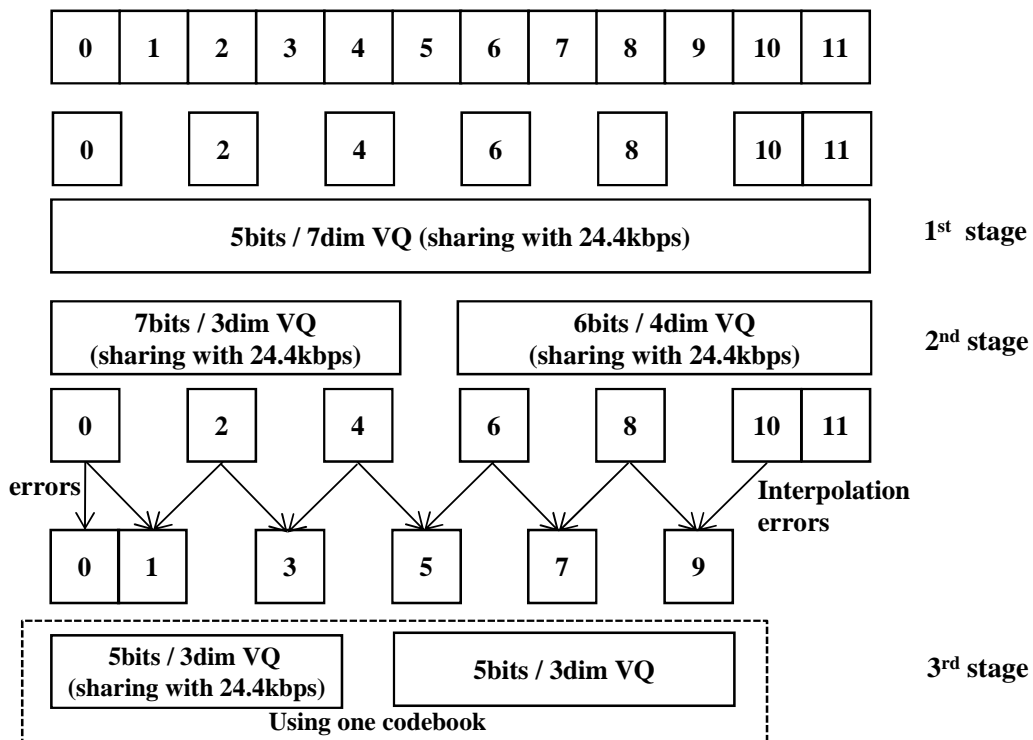 0 1 2 3 4 5 6 7 8 9 10 11
0 2 4 6 8 10 11
5bits / 7dim VQ (sharing with 24.4kbps)
1st stage
7bits / 3dim VQ
(sharing with 24.4kbps)
6bits / 4dim VQ
(sharing with 24.4kbps)
2nd stage
0 2 4 6 8 10 11
errors
Interpolation
errors
0 1 3 5 7 9
5bits / 3dim VQ
(sharing with 24.4kbps)
5bits / 3dim VQ
3rd stage
Using one codebook